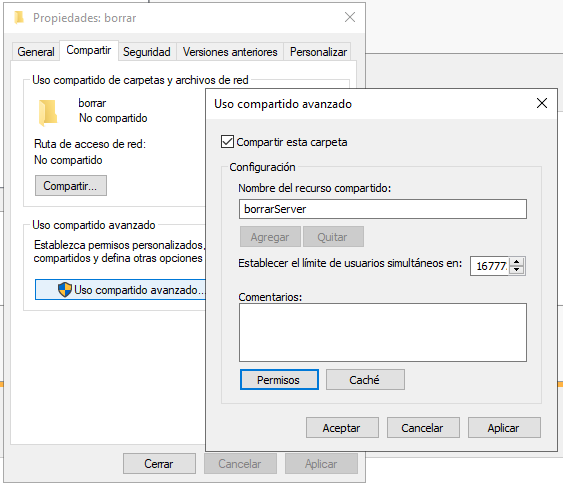 Propiedades: borrar
General
Compartir
Seguridad
Versiones anteriores
Personalizar
Uso compartido de carpetas y archivos de red
borrar
No compartido
Ruta de acceso de red:
No compartido
Compartir...
Uso compartido avanzado
Establezca permisos personalizados,
compartidos y defina otras opciones
Uso compartido avanzado...
Cerrar
Cancelar
Aplicar
Uso compartido avanzado
Compartir esta carpeta
Configuración
Nombre del recurso compartido:
borrarServer
Agregar
Quitar
Establecer el límite de usuarios simultáneos en:
16777
Comentarios:
Permisos
Caché
Aceptar
Cancelar
Aplicar